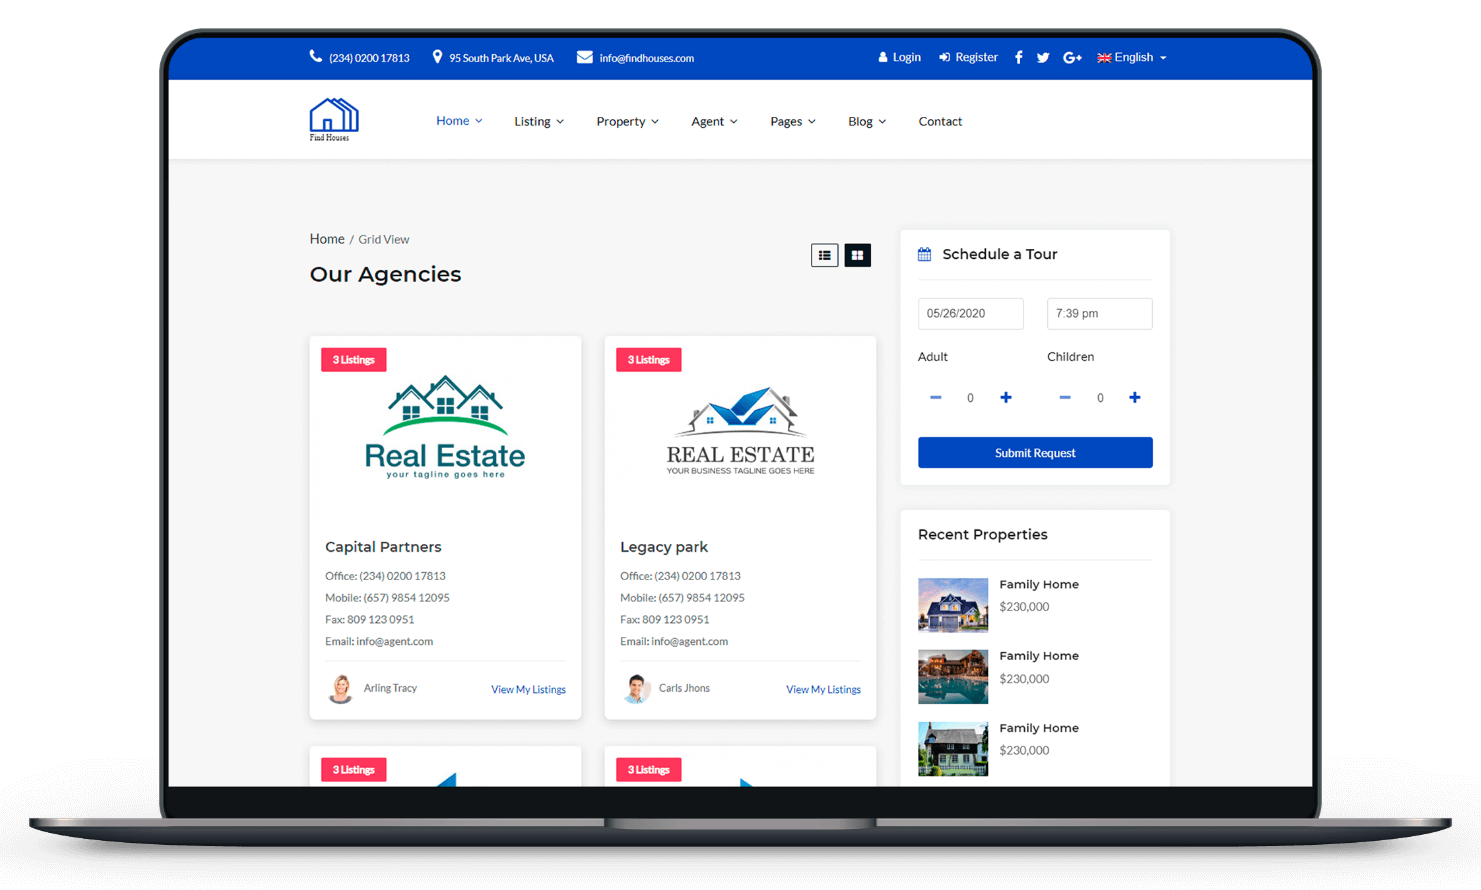 (234) 0200 17813 95 South Park Ave, USA info@findhouses.com Login Register English
Find Houses
Home Listing Property Agent Pages Blog Contact
Home / Grid View
Our Agencies
3 Listings
Real Estate
your tagline goes here
Capital Partners
Office: (234) 0200 17813
Mobile: (657) 9854 12095
Fax: 809 123 0951
Email: info@agent.com
Arling Tracy View My Listings
3 Listings
REAL ESTATE
YOUR BUSINESS TAGLINE GOES HERE
Legacy park
Office: (234) 0200 17813
Mobile: (657) 9854 12095
Fax: 809 123 0951
Email: info@agent.com
Carls Jhons View My Listings
3 Listings
3 Listings
Schedule a Tour
05/26/2020 7:39 pm
Adult Children
0 0
Submit Request
Recent Properties
Family Home
$230,000
Family Home
$230,000
Family Home
$230,000